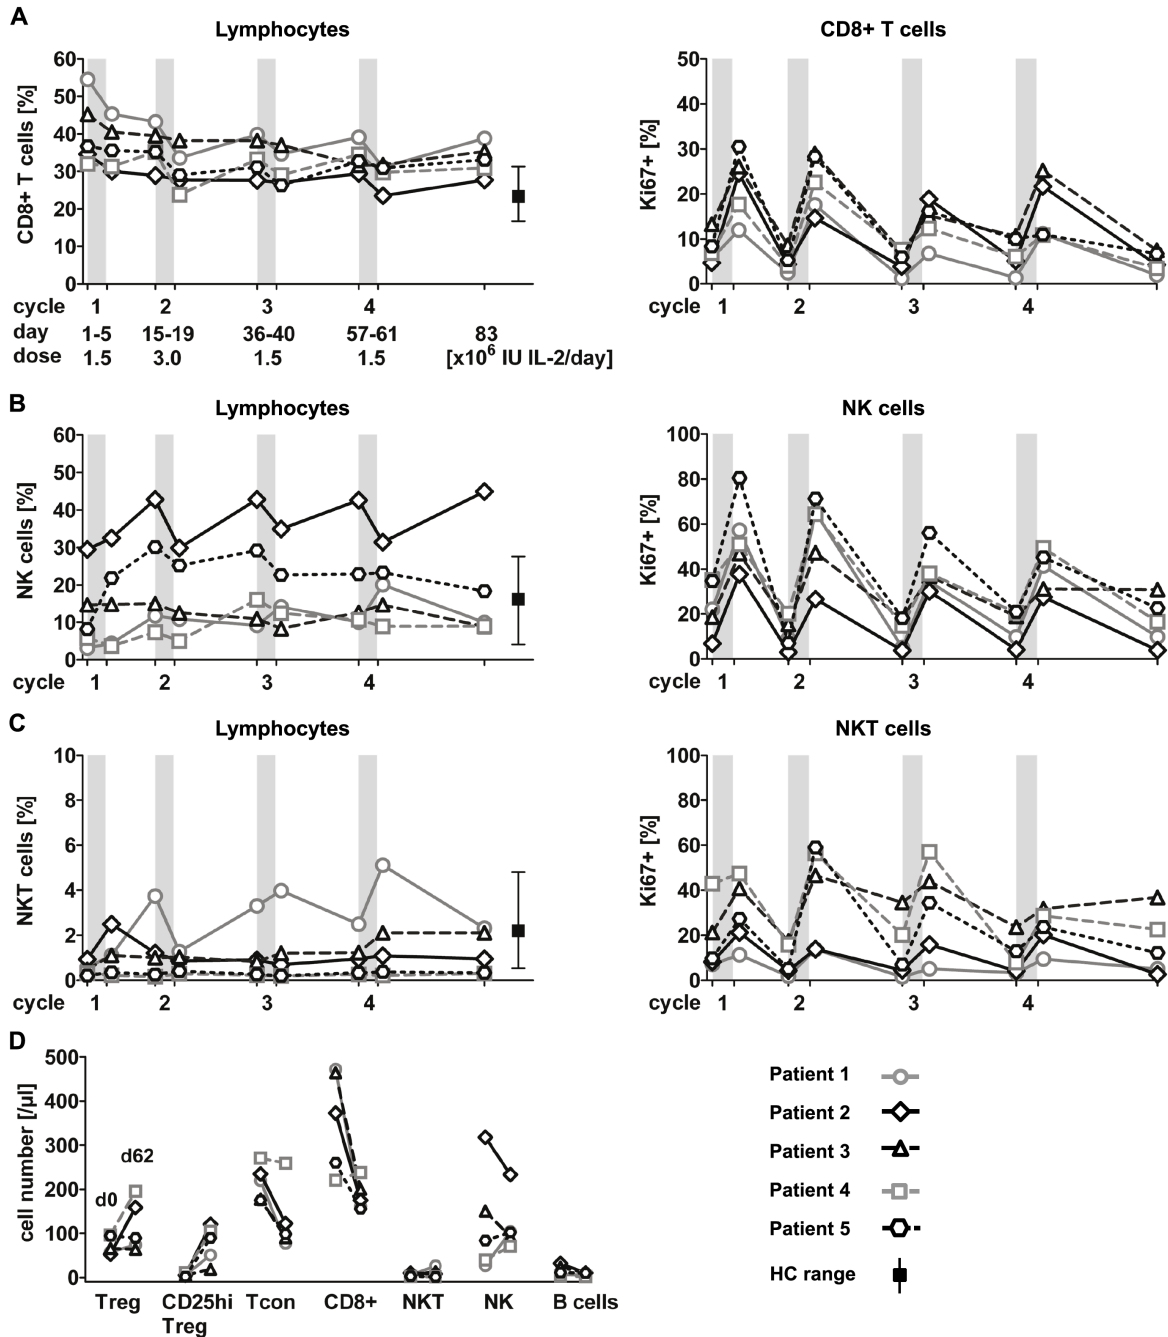 A
Lymphocytes
CD8+ T cells
CD8+ T cells [%]
60
50
40
30
20
10
0
Ki67+ [%]
50
40
30
20
10
0
cycle 1 2 3 4
day 1-5 15-19 36-40 57-61 83
dose 1.5 3.0 1.5 1.5 [x10⁶ IU IL-2/day]
cycle 1 2 3 4
B
Lymphocytes
NK cells
NK cells [%]
60
50
40
30
20
10
0
Ki67+ [%]
100
80
60
40
20
0
cycle 1 2 3 4
cycle 1 2 3 4
C
Lymphocytes
NKT cells
NKT cells [%]
10
8
6
4
2
0
Ki67+ [%]
100
80
60
40
20
0
cycle 1 2 3 4
cycle 1 2 3 4
D
cell number [/µl]
500
400
300
200
100
0
d0
d62
Treg CD25hi Tcon CD8+ NKT NK B cells
Treg
Patient 1
Patient 2
Patient 3
Patient 4
Patient 5
HC range